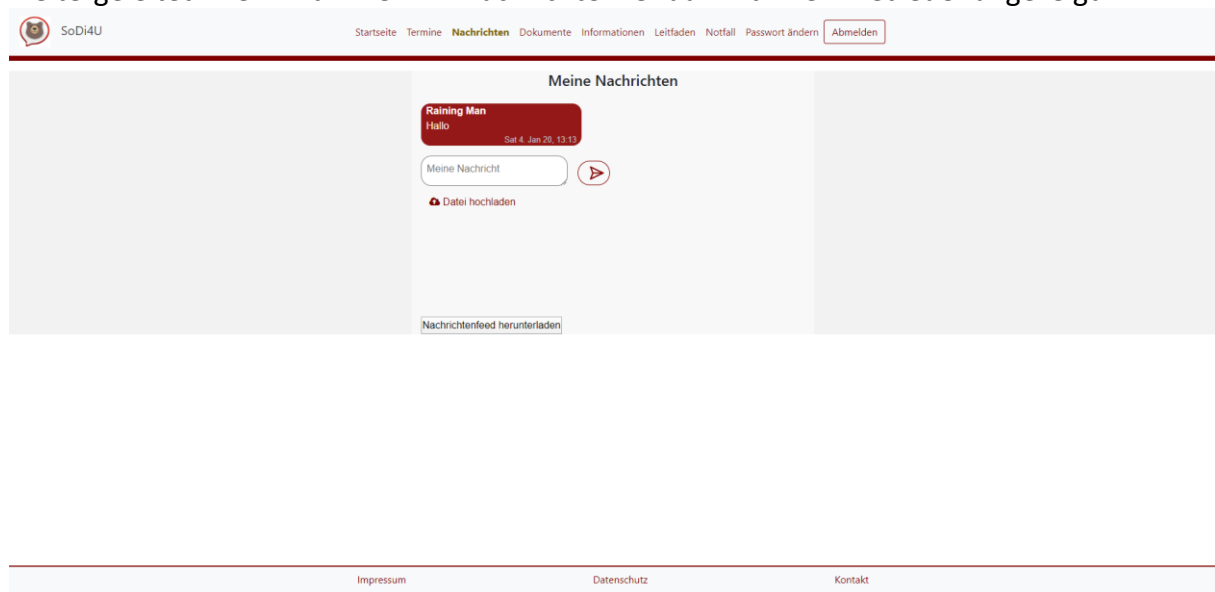 SoDi4U
Startseite Termine Nachrichten Dokumente Informationen Leitfaden Notfall Passwort ändern Abmelden
Meine Nachrichten
Raining Man
Hallo
Sat 4. Jan 20, 13:13
Meine Nachricht
Datei hochladen
Nachrichtenfeed herunterladen
Impressum Datenschutz Kontakt